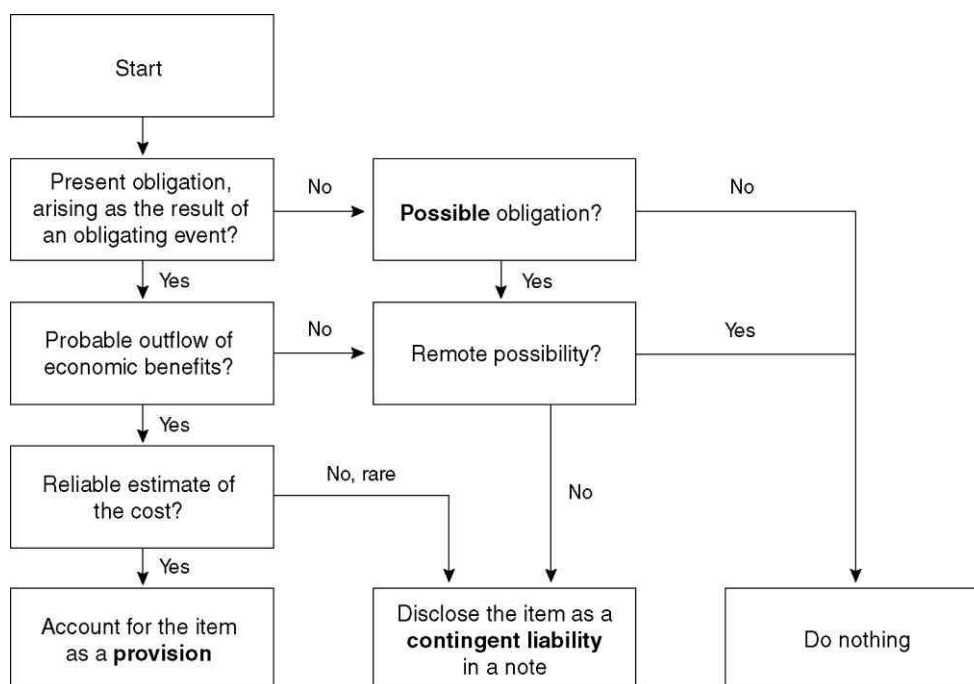 Start
Present obligation,
arising as the result of
an obligating event?
No
Possible obligation?
No
Yes
Yes
Probable outflow of
economic benefits?
No
Remote possibility?
Yes
Yes
Reliable estimate of
the cost?
No, rare
No
Yes
Account for the item
as a provision
Disclose the item as a
contingent liability
in a note
Do nothing